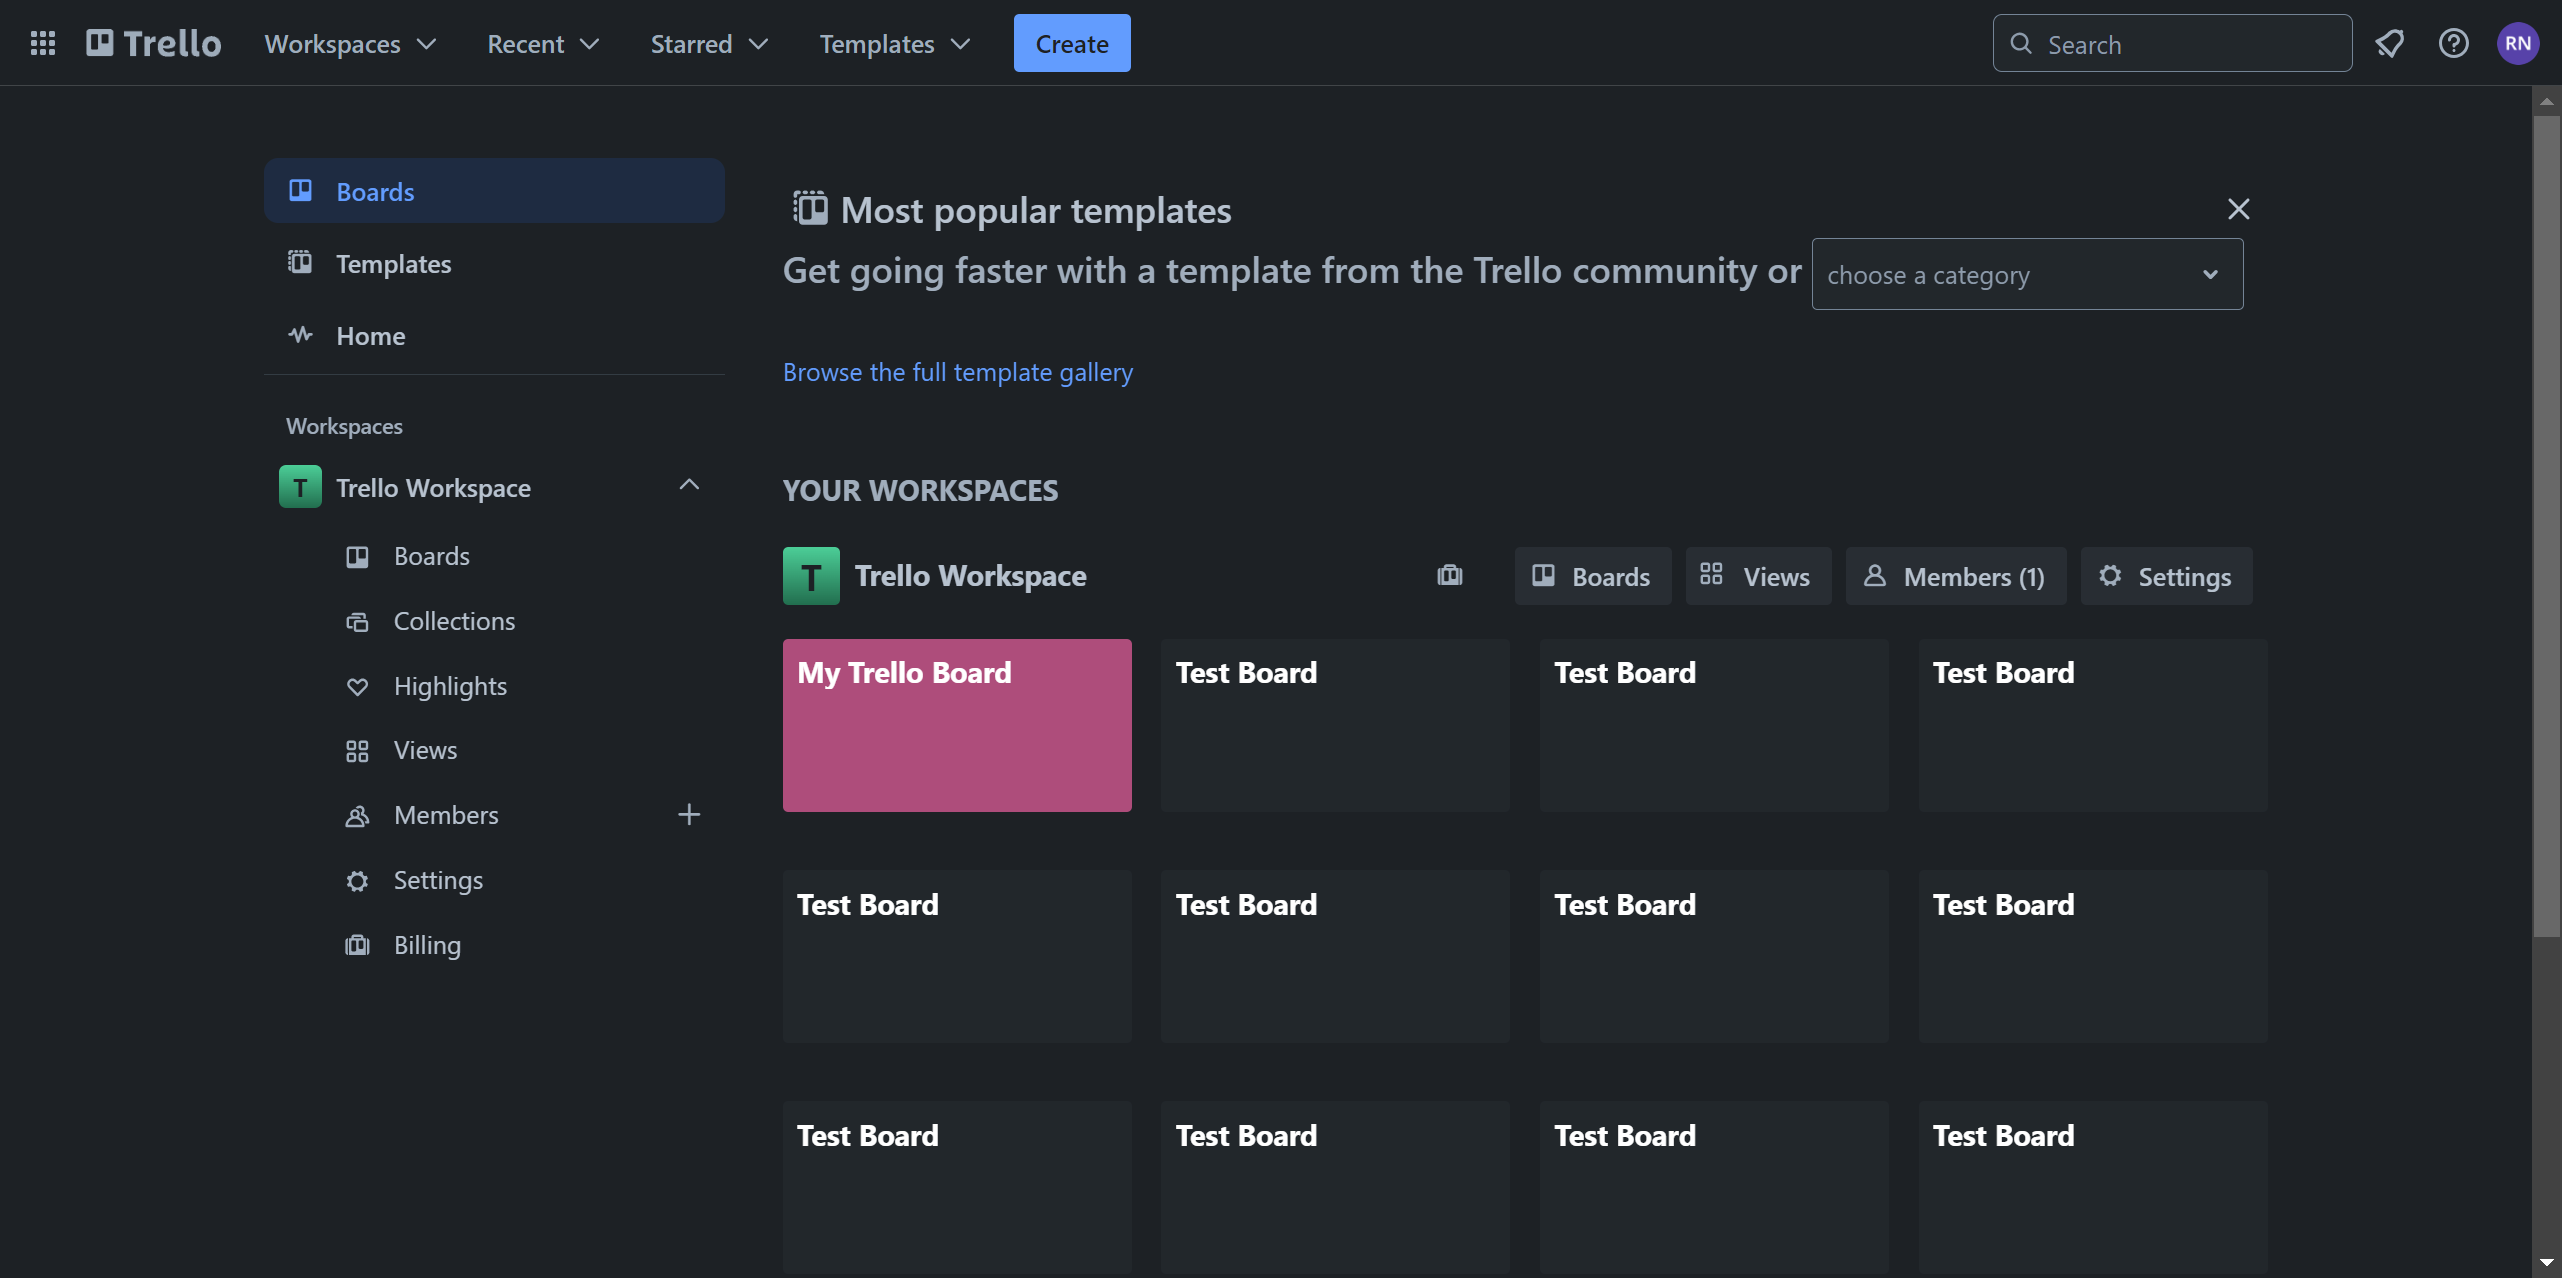 Trello Workspaces Recent Starred Templates Create Search RN
Boards
Templates
Home
Workspaces
T Trello Workspace
Boards
Collections
Highlights
Views
Members
Settings
Billing
Most popular templates
Get going faster with a template from the Trello community or choose a category
Browse the full template gallery
YOUR WORKSPACES
T Trello Workspace Boards Views Members (1) Settings
My Trello Board Test Board Test Board Test Board
Test Board Test Board Test Board Test Board
Test Board Test Board Test Board Test Board